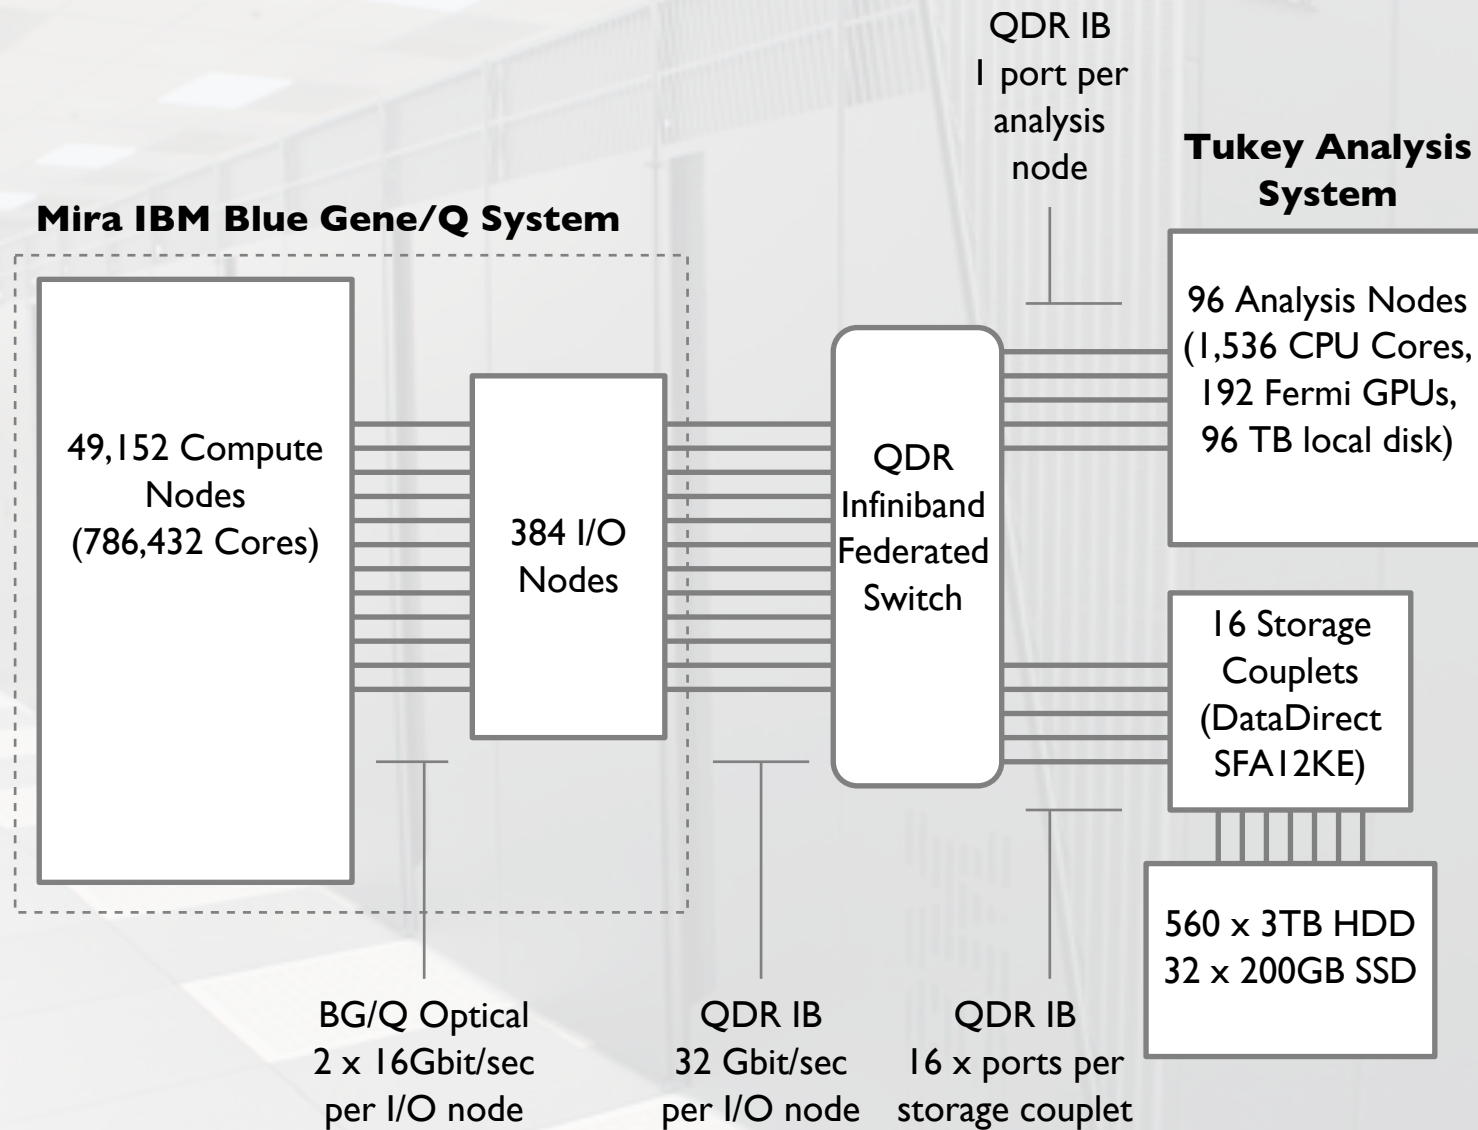 QDR IB
1 port per
analysis
node
Tukey Analysis
System
Mira IBM Blue Gene/Q System
96 Analysis Nodes
(1,536 CPU Cores,
192 Fermi GPUs,
96 TB local disk)
49,152 Compute
Nodes
(786,432 Cores)
384 I/O
Nodes
QDR
Infiniband
Federated
Switch
16 Storage
Couplets
(DataDirect
SFA12KE)
560 x 3TB HDD
32 x 200GB SSD
BG/Q Optical
2 x 16Gbit/sec
per I/O node
QDR IB
32 Gbit/sec
per I/O node
QDR IB
16 x ports per
storage couplet